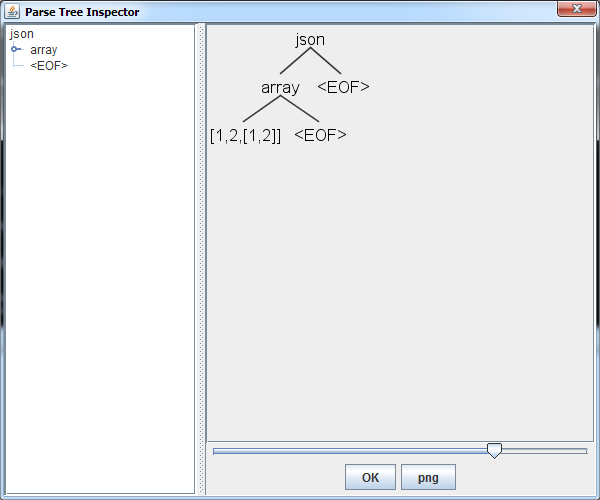 Parse Tree Inspector
json
array
<EOF>
json
array <EOF>
[1,2,[1,2]] <EOF>
OK png